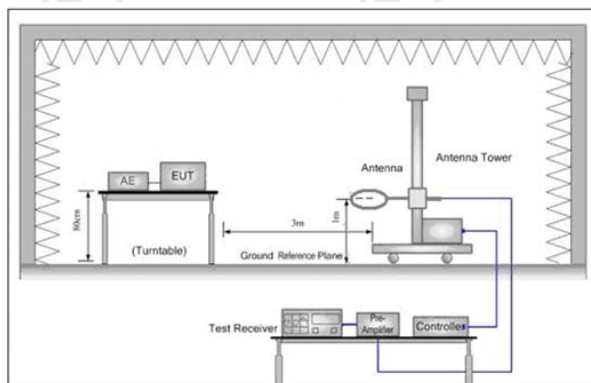 Antenna
Antenna Tower
AE
EUT
80cm
3m
1m
(Turntable)
Ground Reference Plane
Test Receiver
Pre-
Amplifier
Controller